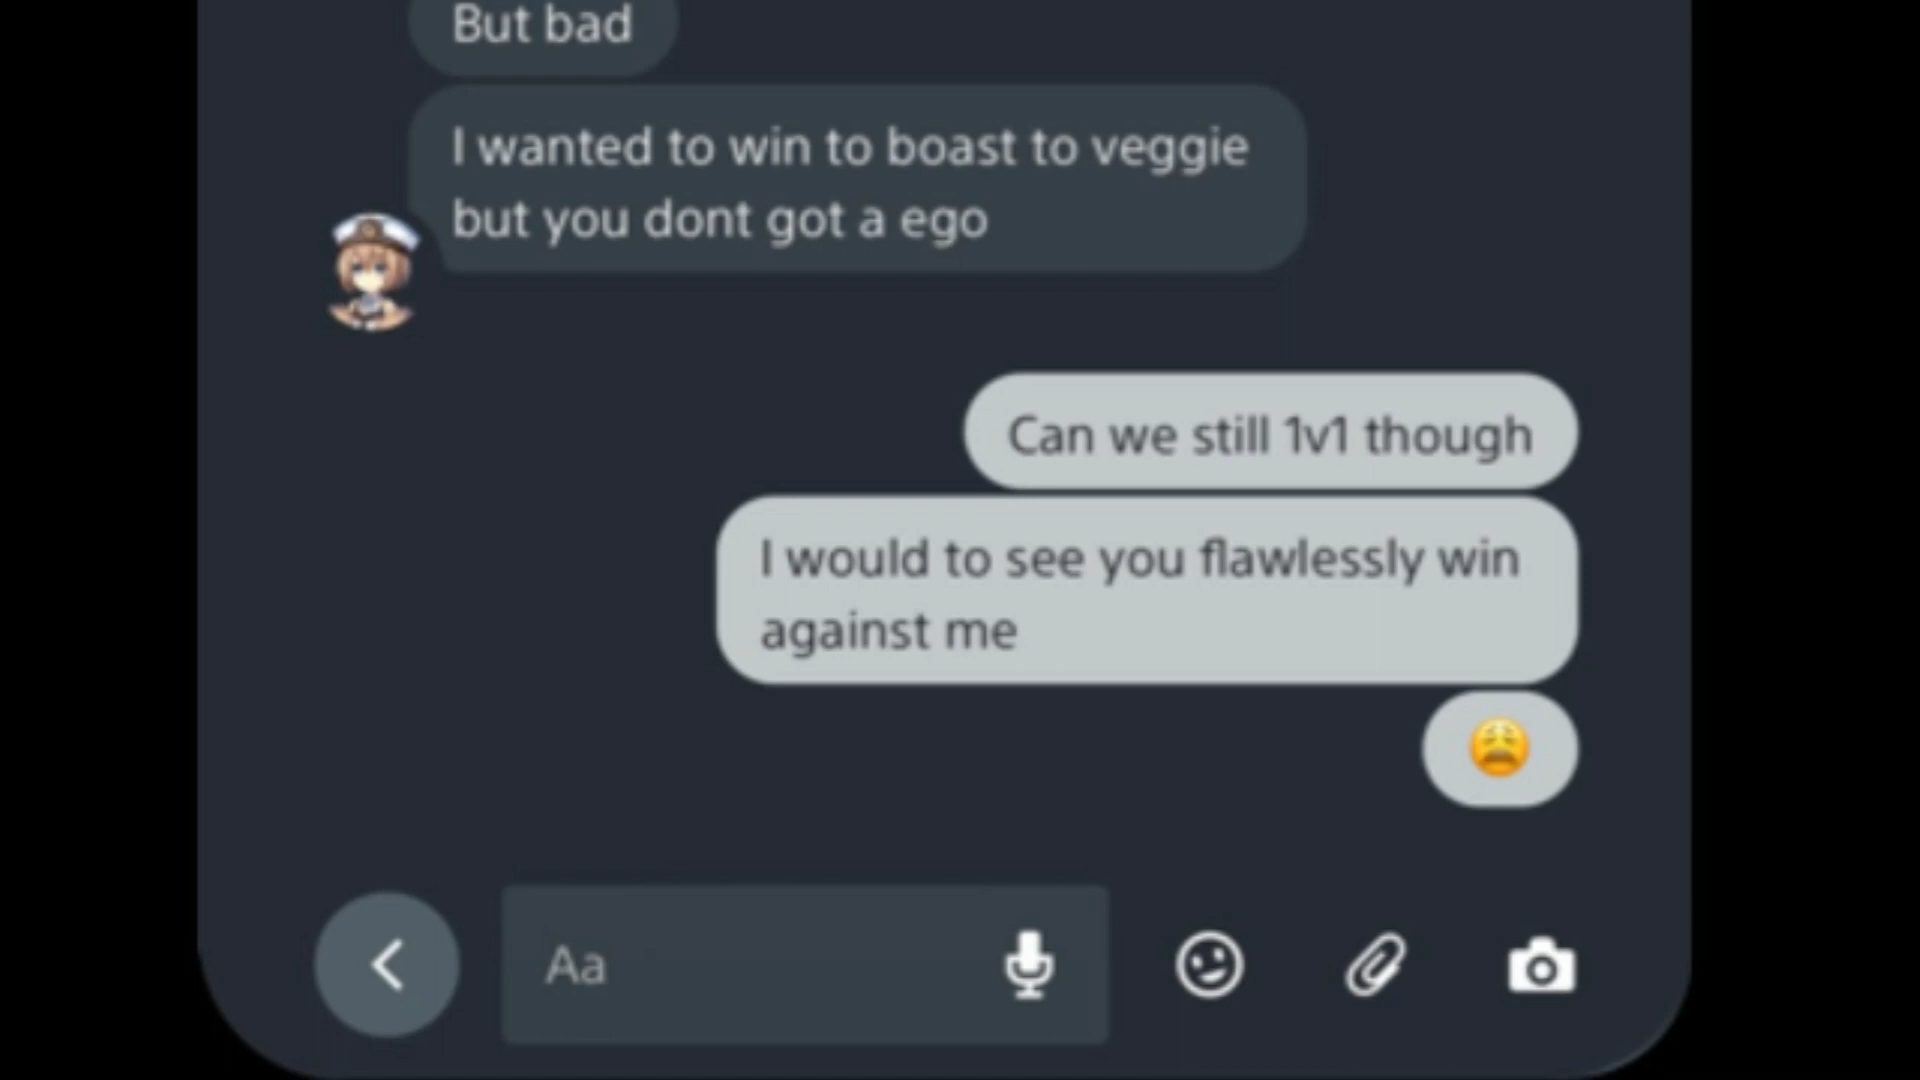 But bad
I wanted to win to boast to veggie
but you dont got a ego
Can we still 1v1 though
I would to see you flawlessly win
against me
😩
Aa